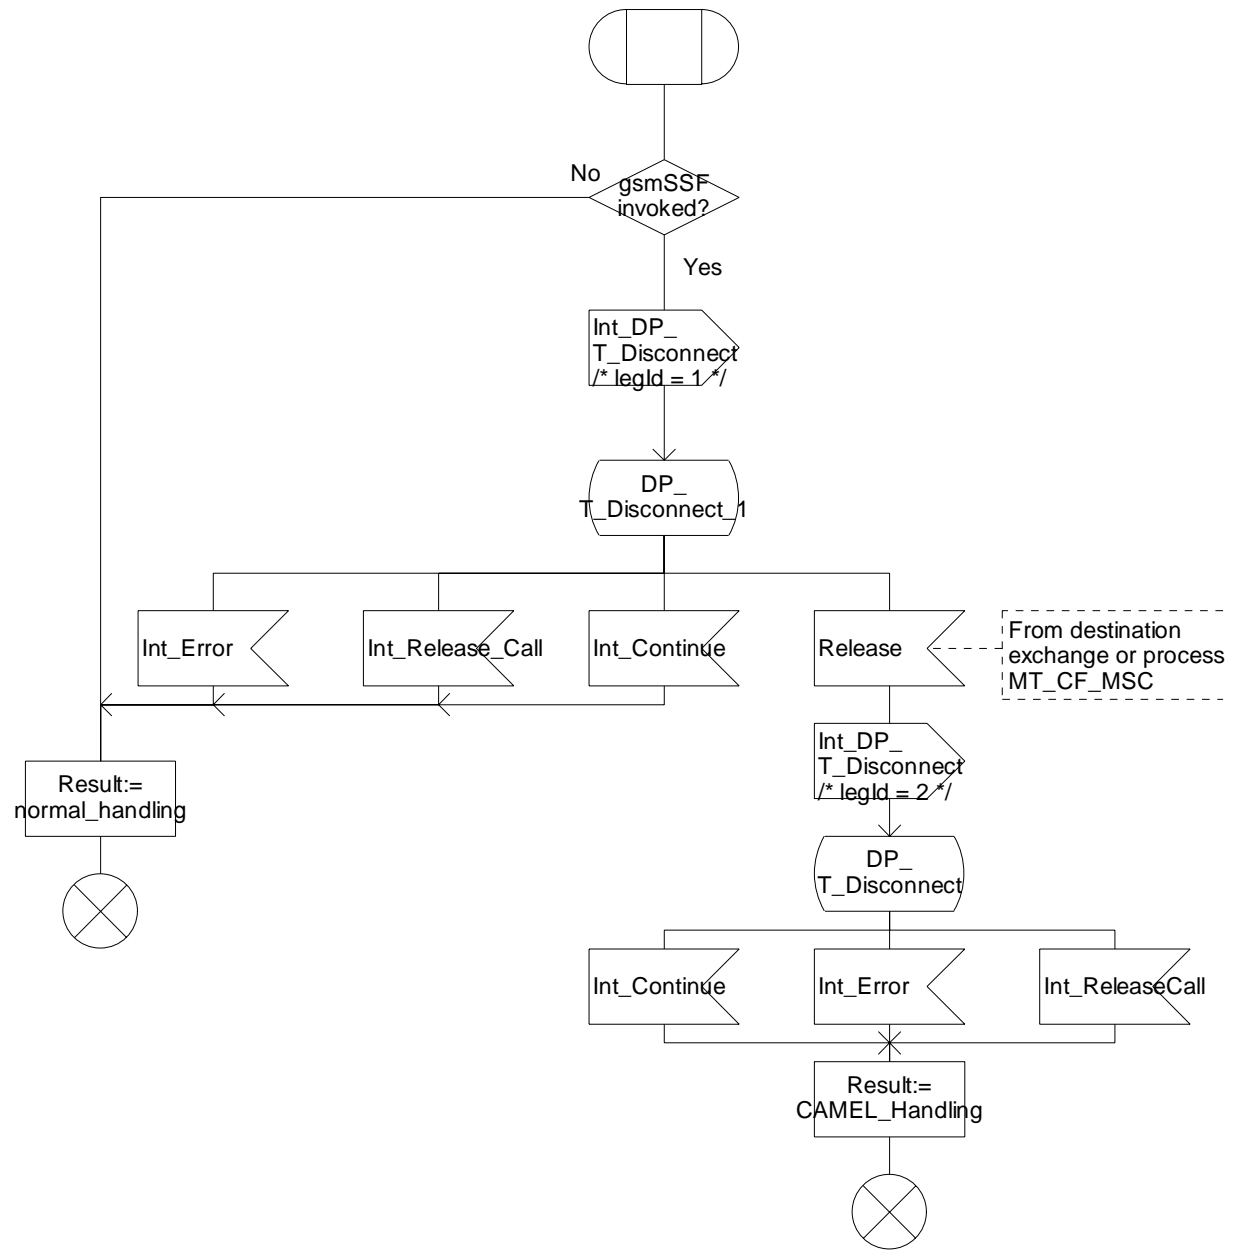 No
gsmSSF
invoked?
Yes
Int_DP_
T_Disconnect
/* legId = 1 */
DP_
T_Disconnect_1
Int_Error
Int_Release_Call
Int_Continue
Release
From destination
exchange or process
MT_CF_MSC
Int_DP_
T_Disconnect
/* legId = 2 */
Result:=
normal_handling
DP_
T_Disconnect
Int_Continue
Int_Error
Int_ReleaseCall
Result:=
CAMEL_Handling